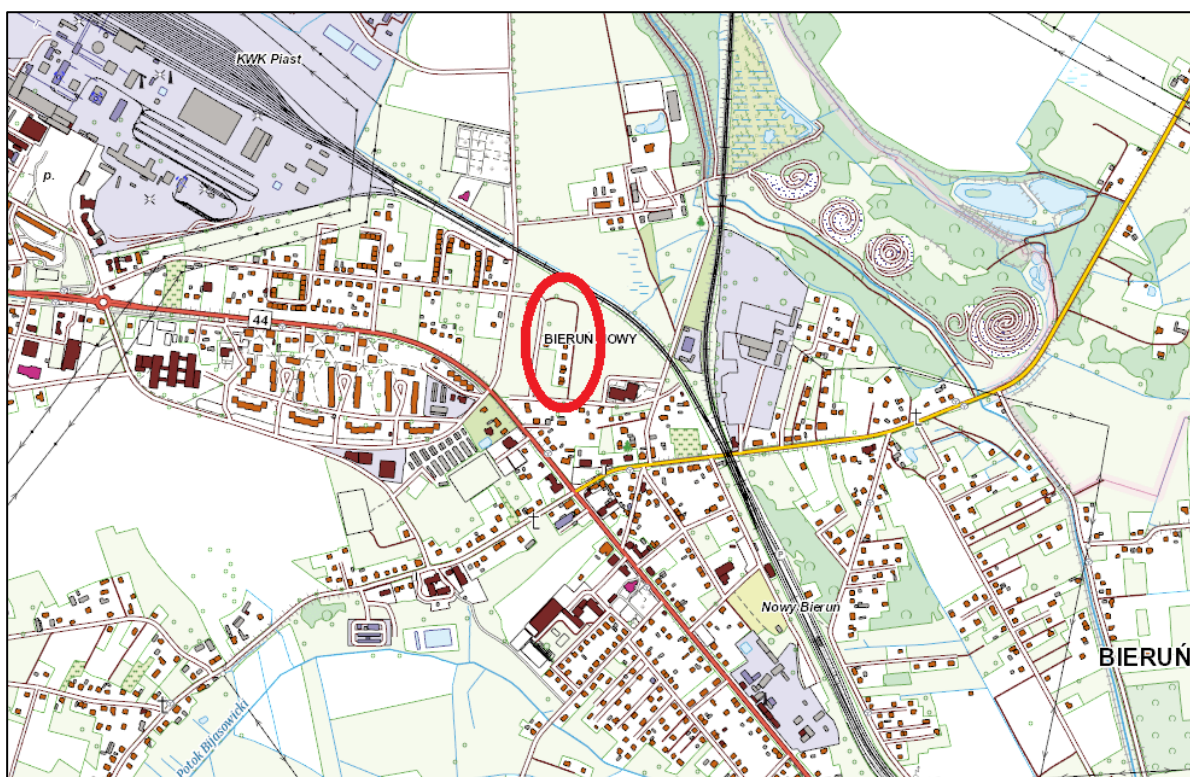 KWK Piast
p.
44
BIERUŃ OWY
Nowy Bieruń
BIERUŃ
Potok Bijasowicki